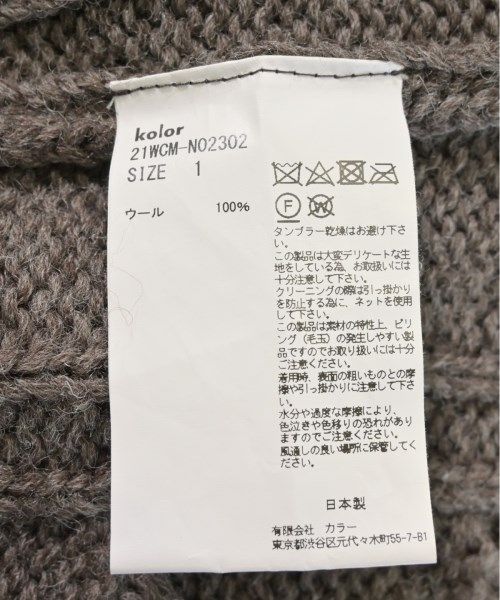 kolor
21WCM-N02302
SIZE 1
ウール 100%
F W
タンブラー乾燥はお避け下さ
い。
この製品は大変デリケートな生
地をしている為、お取扱いには
十分注意して下さい。
クリーニングの際は引っ掛かり
を防止する為に、ネットを使用
して下さい。
この製品は素材の特性上、ピリ
ング(毛玉)の発生しやすい製
品ですのでお取り扱いには十分
ご注意ください。
着用時、表面の粗いものとの摩
擦や引っ掛かりに注意して下さ
い。
水分や過度な摩擦により、
色泣きや色移りの恐れがあり
ますのでご注意ください。
風通しの良い場所に保管してく
ださい。
日本製
有限会社 カラー
東京都渋谷区元代々木町55-7-B1